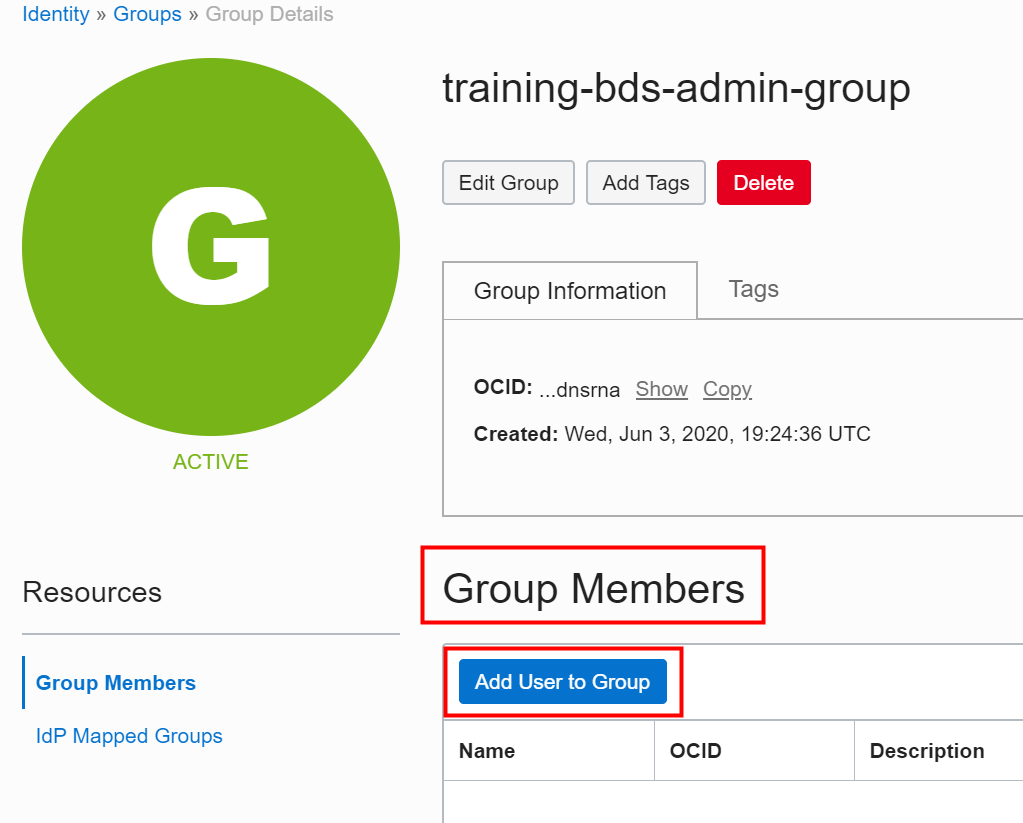 Identity » Groups » Group Details
G
ACTIVE
training-bds-admin-group
Edit Group
Add Tags
Delete
Group Information
Tags
OCID: ...dnsrna Show Copy
Created: Wed, Jun 3, 2020, 19:24:36 UTC
Resources
Group Members
IdP Mapped Groups
Group Members
Add User to Group
Name OCID Description